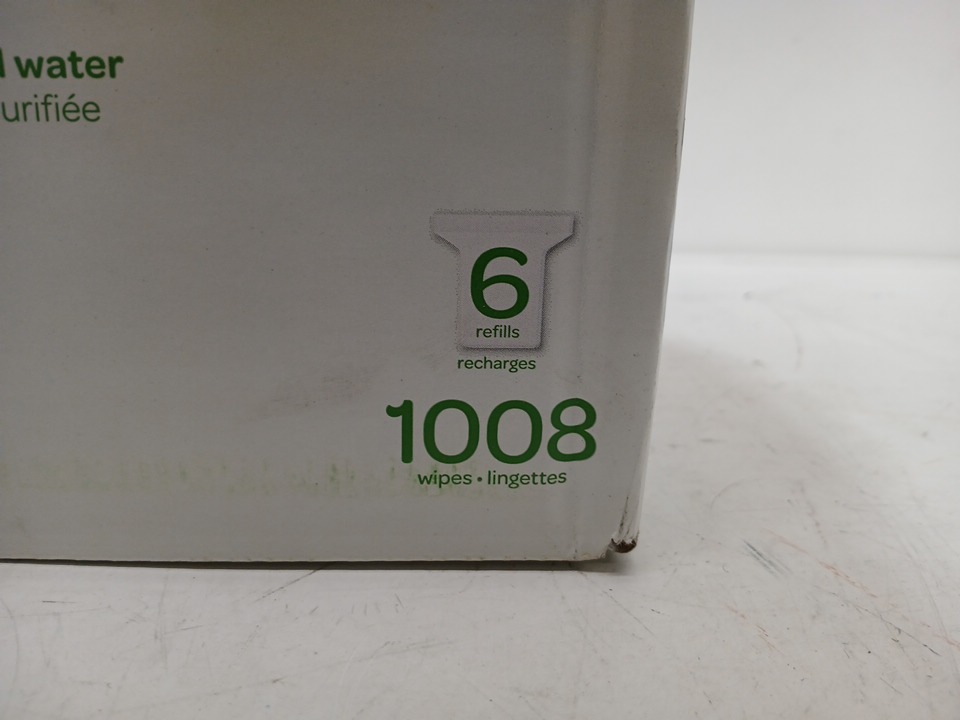 water
urifiée
6
refills
recharges
1008
wipes • lingettes